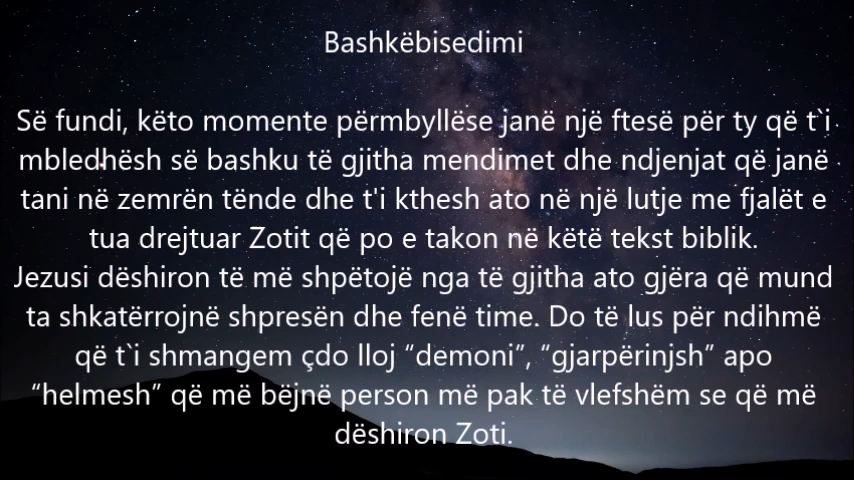 Bashkëbisedimi
Së fundi, këto momente përmbyllëse janë një ftesë për ty që t`i
mbledhësh së bashku të gjitha mendimet dhe ndjenjat që janë
tani në zemrën tënde dhe t'i kthesh ato në një lutje me fjalët e
tua drejtuar Zotit që po e takon në këtë tekst biblik.
Jezusi dëshiron të më shpëtojë nga të gjitha ato gjëra që mund
ta shkatërrojnë shpresën dhe fenë time. Do të lus për ndihmë
që t`i shmangem çdo lloj “demoni”, “gjarpërinjsh” apo
“helmesh” që më bëjnë person më pak të vlefshëm se që më
dëshiron Zoti.